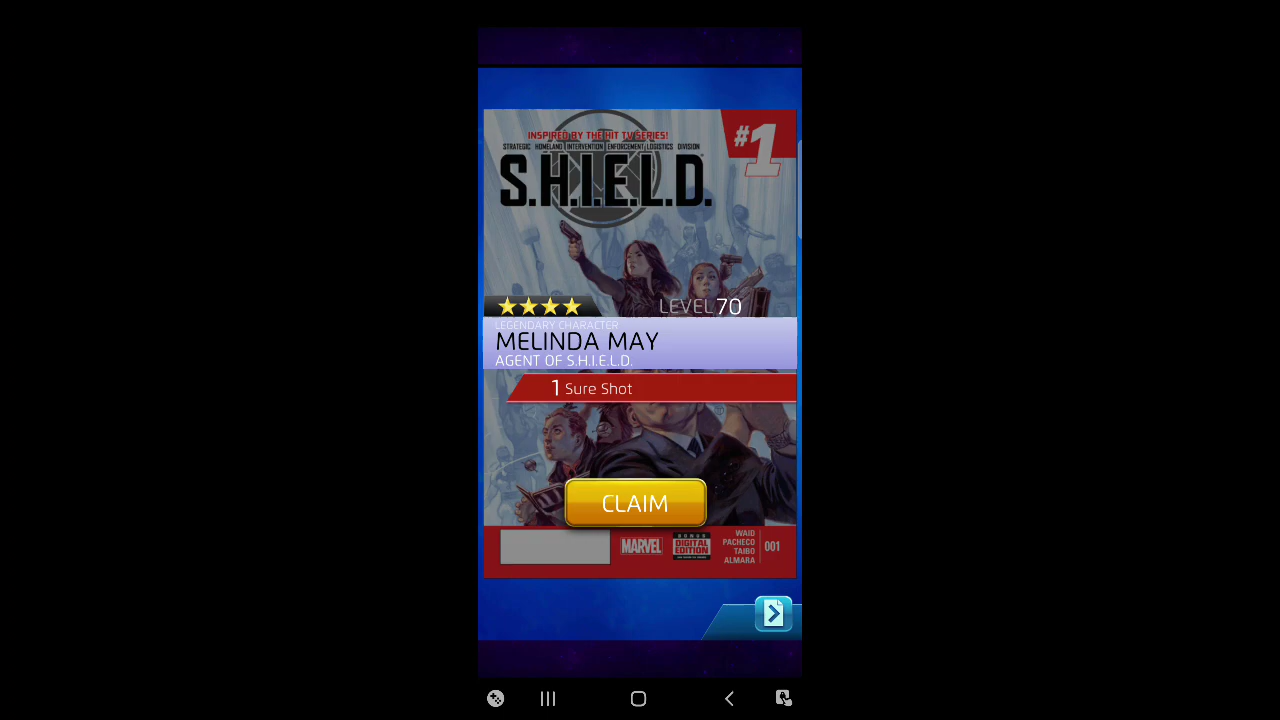 INSPIRED BY THE HIT TV SERIES!
#1
STRATEGIC HOMELAND INTERVENTION ENFORCEMENT LOGISTICS DIVISION
S.H.I.E.L.D.
LEVEL 70
LEGENDARY CHARACTER
MELINDA MAY
AGENT OF S.H.I.E.L.D.
1 Sure Shot
CLAIM
MARVEL
BONUS
DIGITAL
EDITION
WAID
PACHECO
TAIBO
ALMARA
001